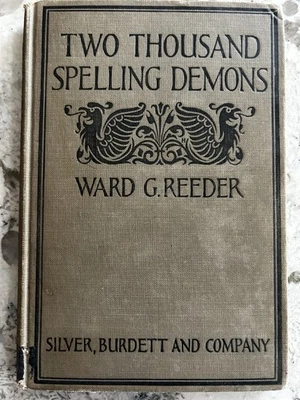 TWO THOUSAND
SPELLING DEMONS
WARD G. REEDER
SILVER, BURDETT AND COMPANY